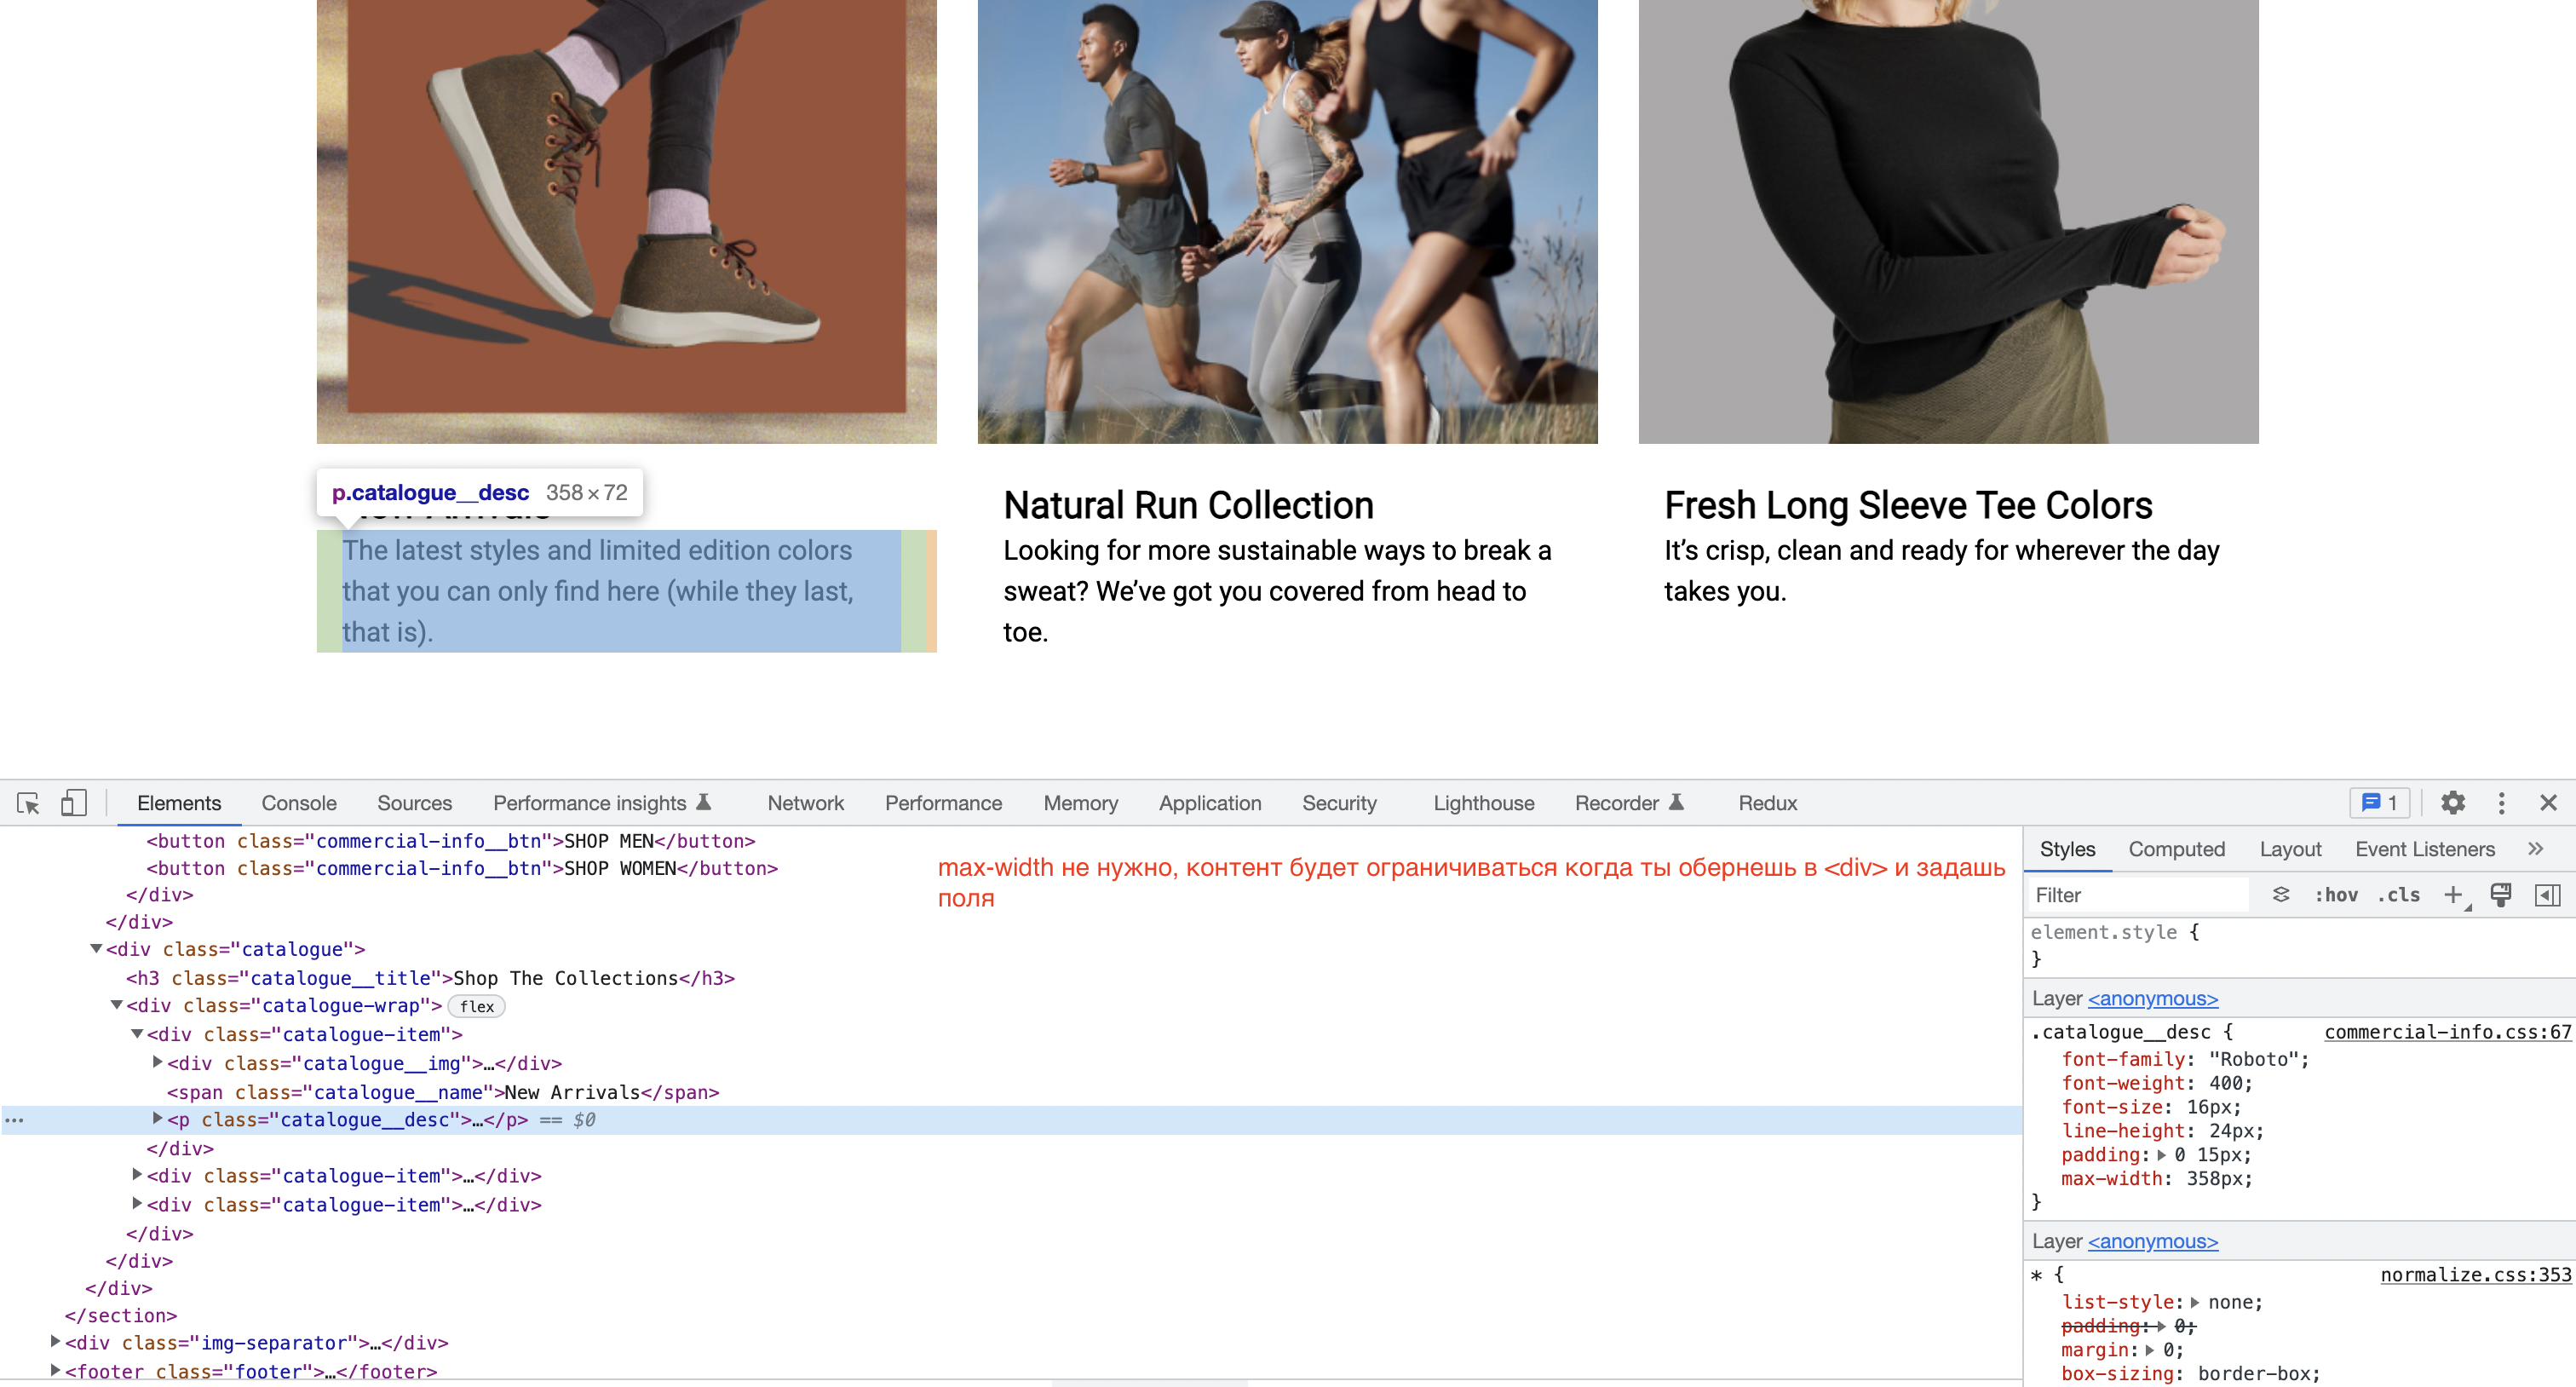 p.catalogue__desc 358 × 72
The latest styles and limited edition colors
that you can only find here (while they last,
that is).
Natural Run Collection
Looking for more sustainable ways to break a
sweat? We’ve got you covered from head to
toe.
Fresh Long Sleeve Tee Colors
It’s crisp, clean and ready for wherever the day
takes you.
Elements Console Sources Performance insights Network Performance Memory Application Security Lighthouse Recorder Redux 1
<button class="commercial-info__btn">SHOP MEN</button>
<button class="commercial-info__btn">SHOP WOMEN</button>
</div>
</div>
<div class="catalogue">
<h3 class="catalogue__title">Shop The Collections</h3>
<div class="catalogue-wrap"> flex
<div class="catalogue-item">
<div class="catalogue__img">…</div>
<span class="catalogue__name">New Arrivals</span>
<p class="catalogue__desc">…</p> == $0
</div>
<div class="catalogue-item">…</div>
<div class="catalogue-item">…</div>
</div>
</div>
</div>
</section>
<div class="img-separator">…</div>
<footer class="footer">…</footer>
max-width не нужно, контент будет ограничиваться когда ты обернешь в <div> и задашь
поля
Styles Computed Layout Event Listeners »
Filter :hov .cls +
element.style {
}
Layer <anonymous>
.catalogue__desc { commercial-info.css:67
font-family: "Roboto";
font-weight: 400;
font-size: 16px;
line-height: 24px;
padding: 0 15px;
max-width: 358px;
}
Layer <anonymous>
* { normalize.css:353
list-style: none;
padding: 0;
margin: 0;
box-sizing: border-box;